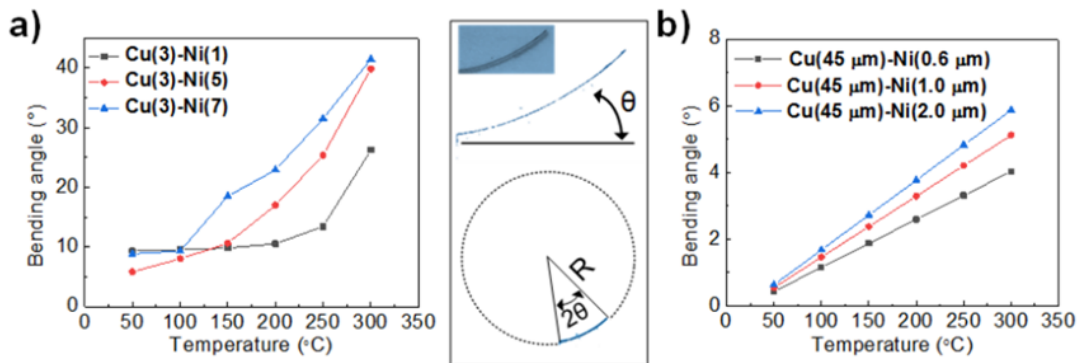 a)
Cu(3)-Ni(1)
Cu(3)-Ni(5)
Cu(3)-Ni(7)
Bending angle (°)
40
30
20
10
0
0 50 100 150 200 250 300 350
Temperature (°C)
θ
R
2θ
b)
Cu(45 μm)-Ni(0.6 μm)
Cu(45 μm)-Ni(1.0 μm)
Cu(45 μm)-Ni(2.0 μm)
Bending angle (°)
8
6
4
2
0
0 50 100 150 200 250 300 350
Temperature (°C)